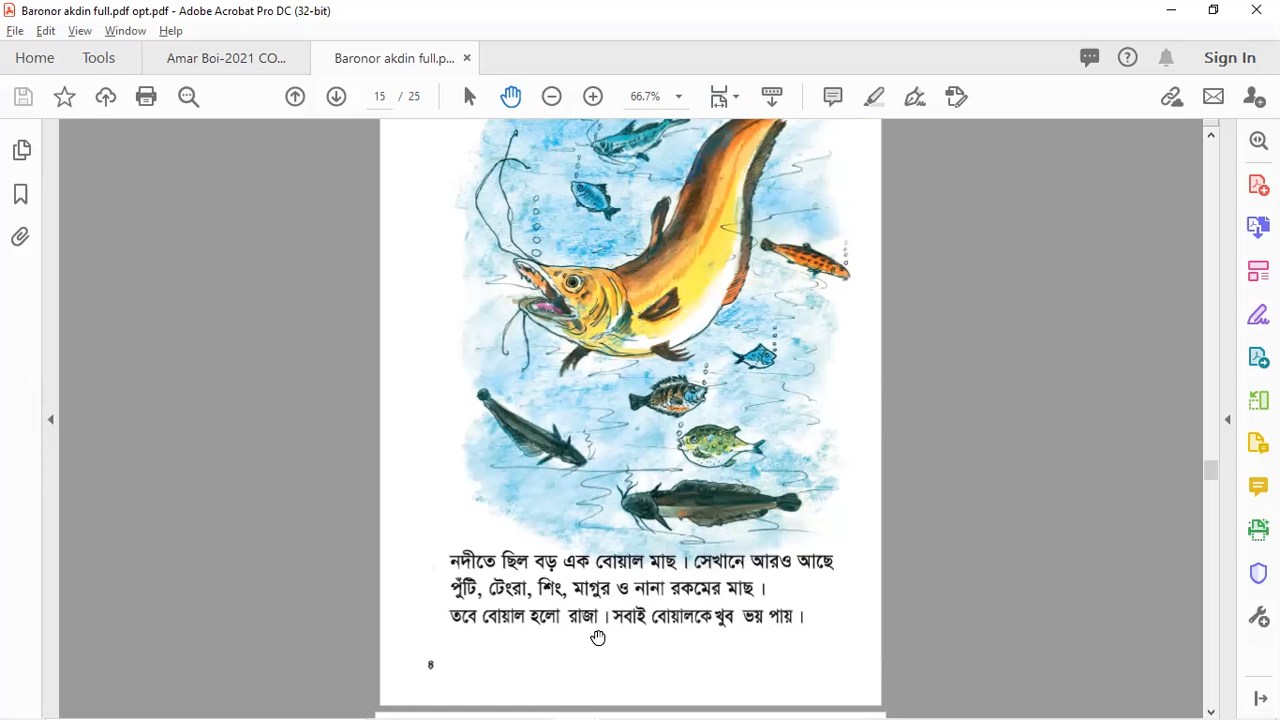 Baronor akdin full.pdf opt.pdf - Adobe Acrobat Pro DC (32-bit)
File Edit View Window Help
Home Tools Amar Boi-2021 CO... Baronor akdin full.p... × Sign In
15 / 25 66.7%
নদীতে ছিল বড় এক বোয়াল মাছ। সেখানে আরও আছে
পুঁটি, টেংরা, শিং, মাগুর ও নানা রকমের মাছ।
তবে বোয়াল হলো রাজা। সবাই বোয়ালকে খুব ভয় পায়।
৪